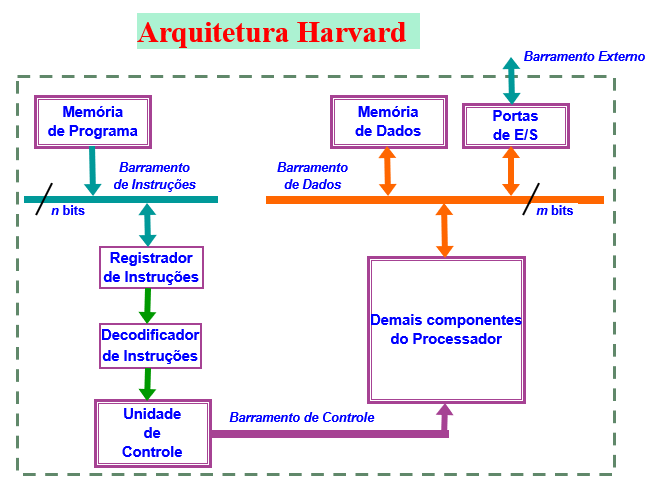 Arquitetura Harvard
Barramento Externo
Memória
de Programa
Memória
de Dados
Portas
de E/S
Barramento
de Instruções
Barramento
de Dados
n bits
m bits
Registrador
de Instruções
Decodificador
de Instruções
Demais componentes
do Processador
Unidade
de
Controle
Barramento de Controle